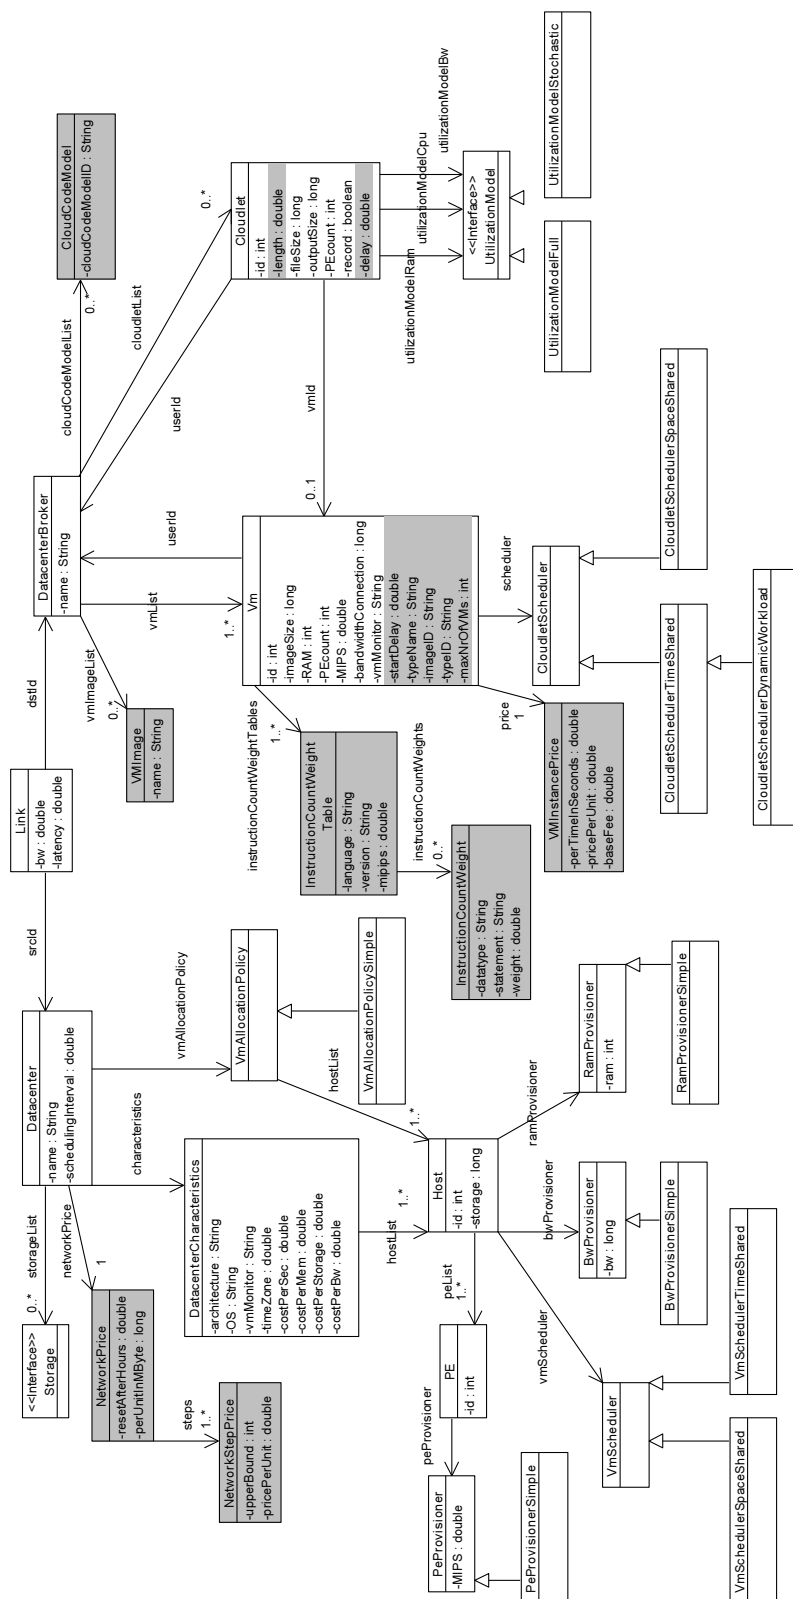 <<Interface>>
Storage
storageList
0..*
NetworkPrice
-resetAfterHours : double
-perUnitInMByte : long
networkPrice
1
NetworkStepPrice
-upperBound : int
-pricePerUnit : double
steps
1..*
Datacenter
-name : String
-schedulingInterval : double
characteristics
vmAllocationPolicy
srcId
Link
-bw : double
-latency : double
dstId
DatacenterBroker
-name : String
vmImageList
0..*
VMImage
-name : String
cloudCodeModelList
0..*
CloudCodeModel
-cloudCodeModelID : String
cloudletList
0..*
userId
vmList
1..*
userId
DatacenterCharacteristics
-architecture : String
-OS : String
-vmMonitor : String
-timeZone : double
-costPerSec : double
-costPerMem : double
-costPerStorage : double
-costPerBw : double
hostList
1..*
VmAllocationPolicy
VmAllocationPolicySimple
hostList
1..*
Vm
-id : int
-imageSize : long
-RAM : int
-PEcount : int
-MIPS : double
-bandwidthConnection : long
-vmMonitor : String
-startDelay : double
-typeName : String
-imageID : String
-typeID : String
-maxNrOfVMs : int
vmId
0..1
Cloudlet
-id : int
-length : double
-fileSize : long
-outputSize : long
-PEcount : int
-record : boolean
-delay : double
utilizationModelRam
utilizationModelCpu
utilizationModelBw
<<Interface>>
UtilizationModel
UtilizationModelFull
UtilizationModelStochastic
instructionCountWeightTables
1..*
InstructionCountWeight
Table
-language : String
-version : String
-mipips : double
instructionCountWeights
0..*
InstructionCountWeight
-datatype : String
-statement : String
-weight : double
price
1
VMInstancePrice
-perTimeInSeconds : double
-pricePerUnit : double
-baseFee : double
scheduler
CloudletScheduler
CloudletSchedulerTimeShared
CloudletSchedulerSpaceShared
CloudletSchedulerDynamicWorkload
Host
-id : int
-storage : long
peList
1..*
PE
-id : int
peProvisioner
PeProvisioner
-MIPS : double
PeProvisionerSimple
vmScheduler
VmScheduler
VmSchedulerSpaceShared
VmSchedulerTimeShared
bwProvisioner
BwProvisioner
-bw : long
BwProvisionerSimple
ramProvisioner
RamProvisioner
-ram : int
RamProvisionerSimple